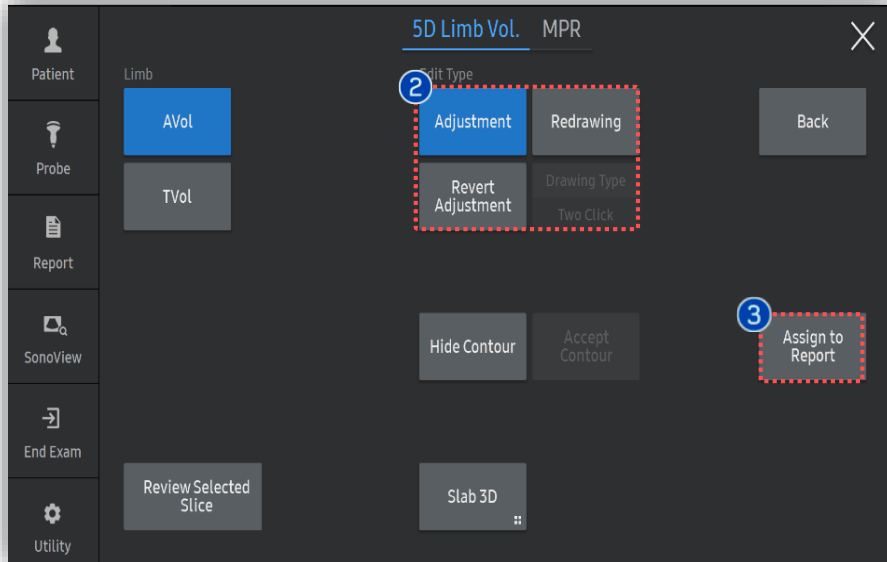 5D Limb Vol. MPR
Patient
Limb
Edit Type
2
AVol
Adjustment
Redrawing
Back
Probe
TVol
Revert
Adjustment
Drawing Type
Two Click
Report
3
SonoView
Hide Contour
Accept
Contour
Assign to
Report
End Exam
Review Selected
Slice
Slab 3D
Utility